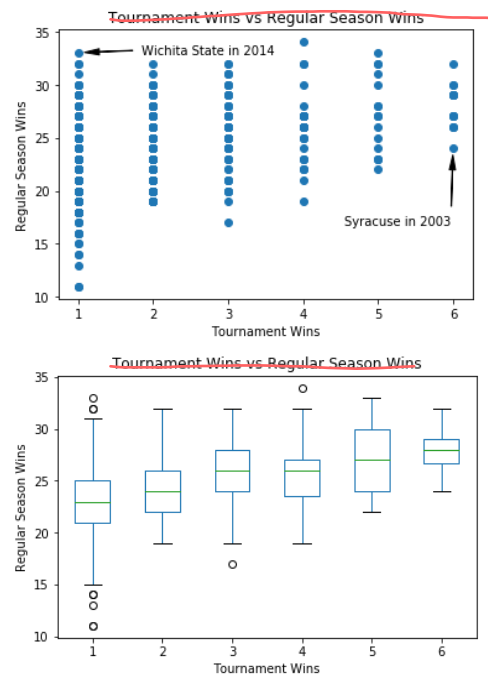 Tournament Wins vs Regular Season Wins
35
Wichita State in 2014
30
25
20
Syracuse in 2003
15
10
Regular Season Wins
1 2 3 4 5 6
Tournament Wins
Tournament Wins vs Regular Season Wins
35
30
25
20
15
10
Regular Season Wins
1 2 3 4 5 6
Tournament Wins